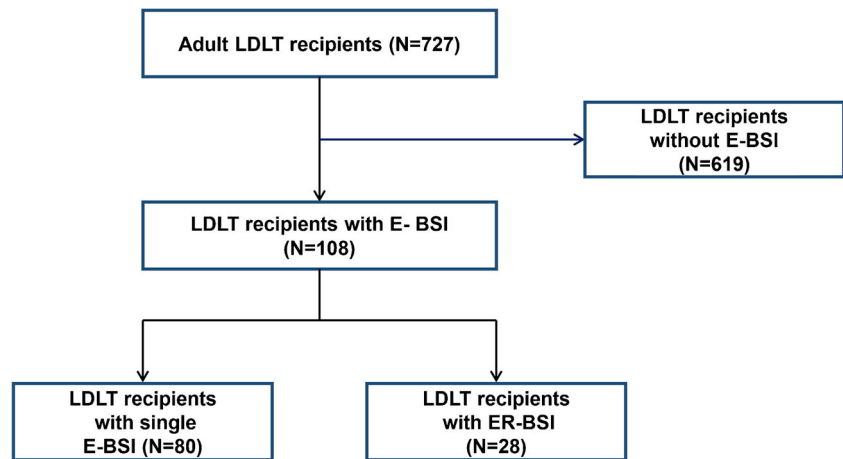 Adult LDLT recipients (N=727)
LDLT recipients
without E-BSI
(N=619)
LDLT recipients with E- BSI
(N=108)
LDLT recipients
with single
E-BSI (N=80)
LDLT recipients
with ER-BSI
(N=28)